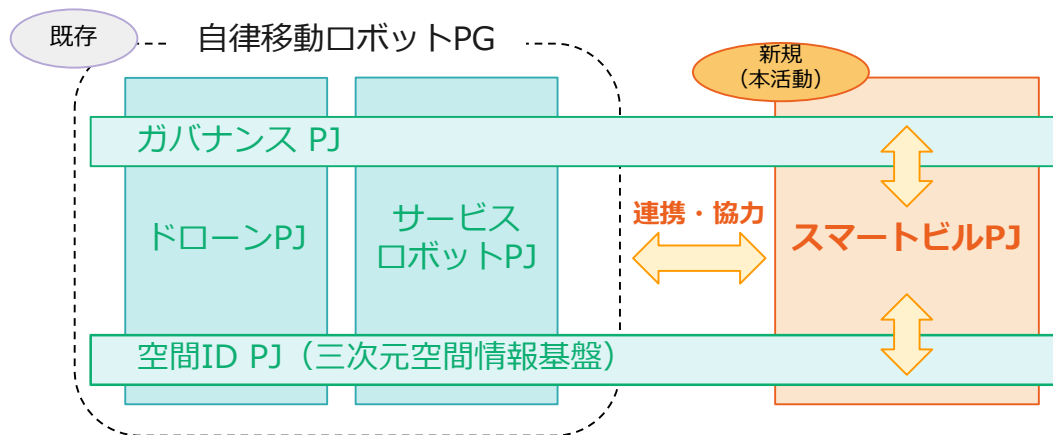 既存
自律移動ロボットPG
新規
（本活動）
ガバナンス PJ
ドローンPJ
サービス
ロボットPJ
連携・協力
スマートビルPJ
空間ID PJ（三次元空間情報基盤）